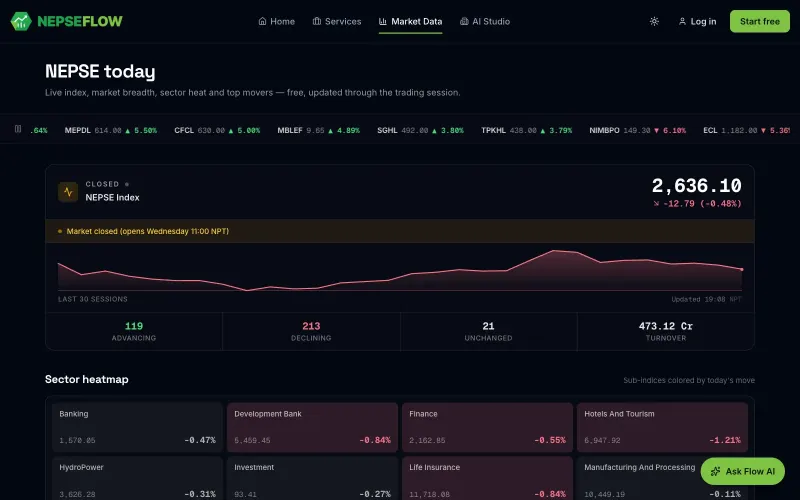 NEPSEFLOW
Home
Services
Market Data
AI Studio
Log in
Start free
NEPSE today
Live index, market breadth, sector heat and top movers — free, updated through the trading session.
.64% MEPDL 614.00 ▲ 5.50% CFCL 630.00 ▲ 5.00% MBLEF 9.65 ▲ 4.89% SGHL 492.00 ▲ 3.80% TPKHL 438.00 ▲ 3.79% NIMBPO 149.30 ▼ 6.10% ECL 1,182.00 ▼ 5.36%
CLOSED
NEPSE Index
2,636.10
-12.79 (-0.48%)
Market closed (opens Wednesday 11:00 NPT)
LAST 30 SESSIONS
Updated 19:08 NPT
119
ADVANCING
213
DECLINING
21
UNCHANGED
473.12 Cr
TURNOVER
Sector heatmap
Sub-indices colored by today's move
Banking
1,570.05 -0.47%
Development Bank
5,459.45 -0.84%
Finance
2,162.85 -0.55%
Hotels And Tourism
6,947.92 -1.21%
HydroPower
3,626.28 -0.31%
Investment
93.41 -0.27%
Life Insurance
11,718.08 -0.84%
Manufacturing And Processing
10,449.19 -0.11%
Ask Flow AI